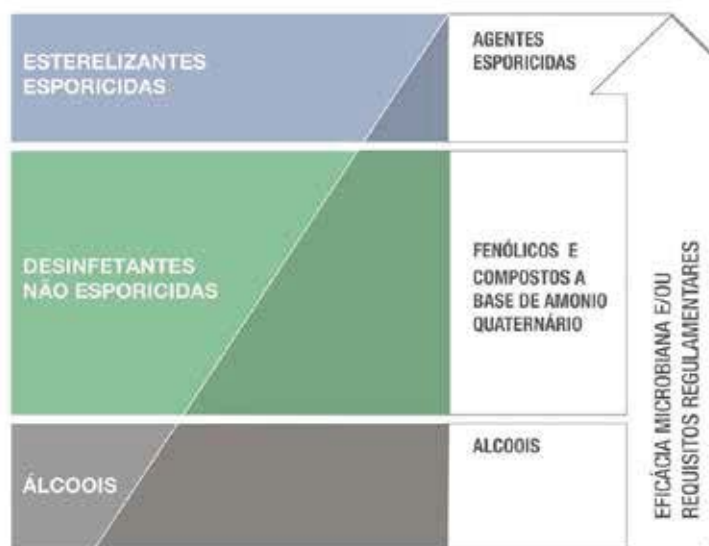 ESTERELIZANTES
ESPORICIDAS
AGENTES
ESPORICIDAS
DESINFETANTES
NÃO ESPORICIDAS
FENÓLICOS E
COMPOSTOS A
BASE DE AMONIO
QUATERNÁRIO
ÁLCOOIS
ALCOOIS
EFICÁCIA MICROBIANA E/OU
REQUISITOS REGULAMENTARES